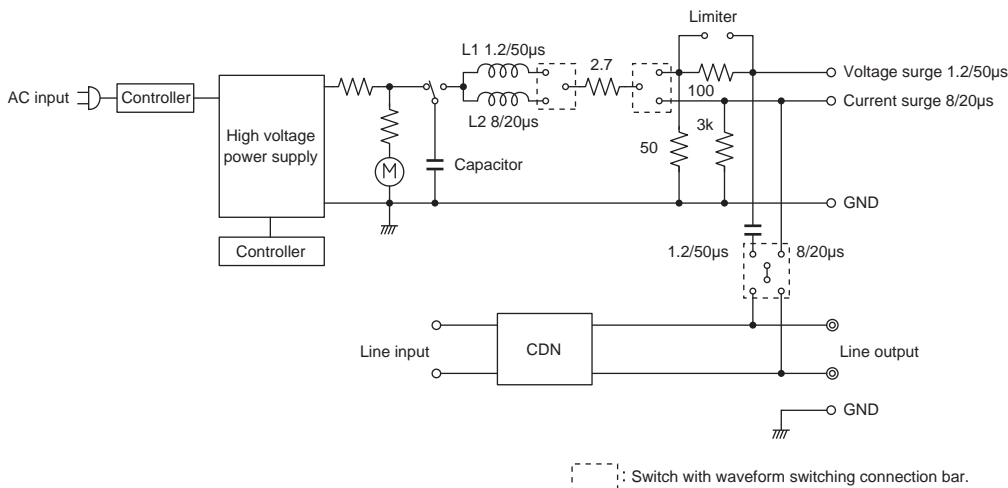 Limiter
L1 1.2/50µs
2.7
Voltage surge 1.2/50µs
AC input
Controller
100
Current surge 8/20µs
L2 8/20µs
3k
High voltage
power supply
50
M
Capacitor
GND
Controller
1.2/50µs
8/20µs
Line input
CDN
Line output
GND
: Switch with waveform switching connection bar.